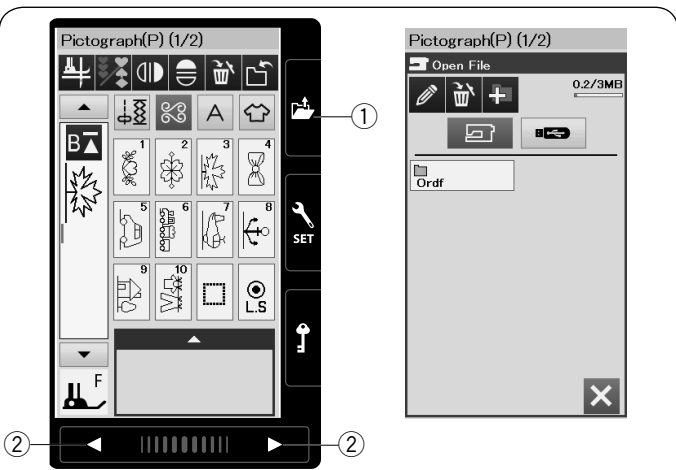 Pictograph(P) (1/2)
B
A
1 2 3 4
5 6 7 8
9 10
L.S
F
SET
1
2
2
Pictograph(P) (1/2)
Open File
0.2/3MB
Ordf